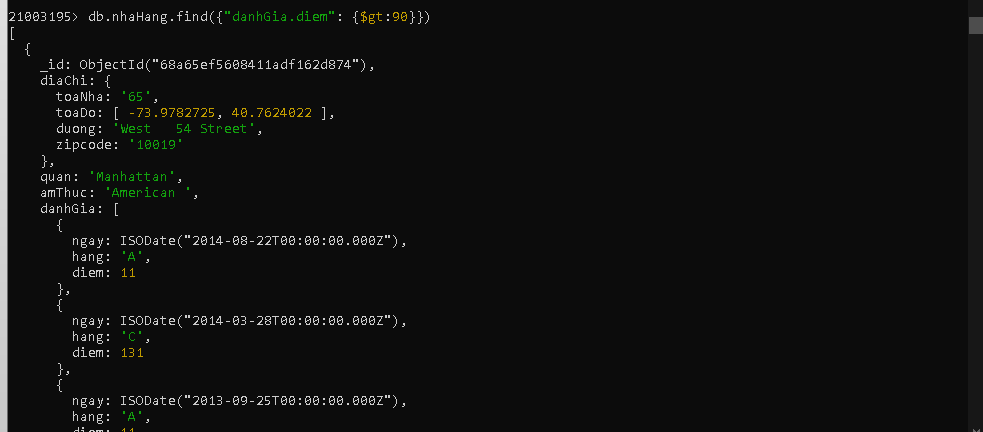 21003195> db.nhaHang.find({"danhGia.diem": {$gt:90}})
[
  {
    _id: ObjectId("68a65ef5608411adf162d874"),
    diaChi: {
      toaNha: '65',
      toaDo: [ -73.9782725, 40.7624022 ],
      duong: 'West   54 Street',
      zipcode: '10019'
    },
    quan: 'Manhattan',
    amThuc: 'American ',
    danhGia: [
      {
        ngay: ISODate("2014-08-22T00:00:00.000Z"),
        hang: 'A',
        diem: 11
      },
      {
        ngay: ISODate("2014-03-28T00:00:00.000Z"),
        hang: 'C',
        diem: 131
      },
      {
        ngay: ISODate("2013-09-25T00:00:00.000Z"),
        hang: 'A',
        diem: 11